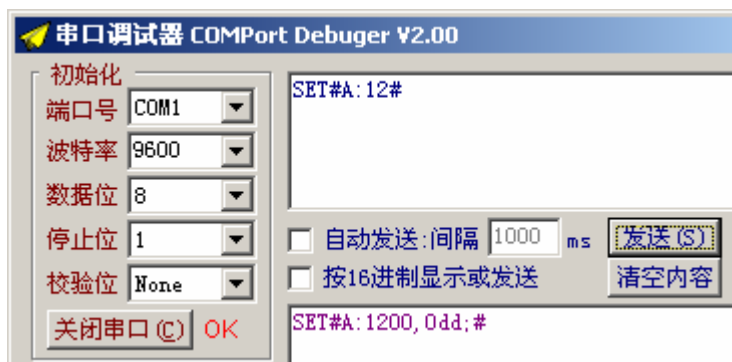 串口调试器 COMPort Debuger V2.00
初始化
端口号 COM1
波特率 9600
数据位 8
停止位 1
校验位 None
关闭串口(C) OK
SET#A:12#
自动发送:间隔 1000 ms 发送(S)
按16进制显示或发送 清空内容
SET#A:1200,Odd;#